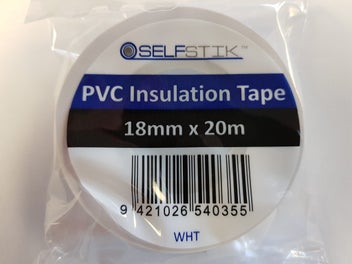 SELFSTIK™
PVC Insulation Tape
18mm x 20m
9 421026 540355
WHT